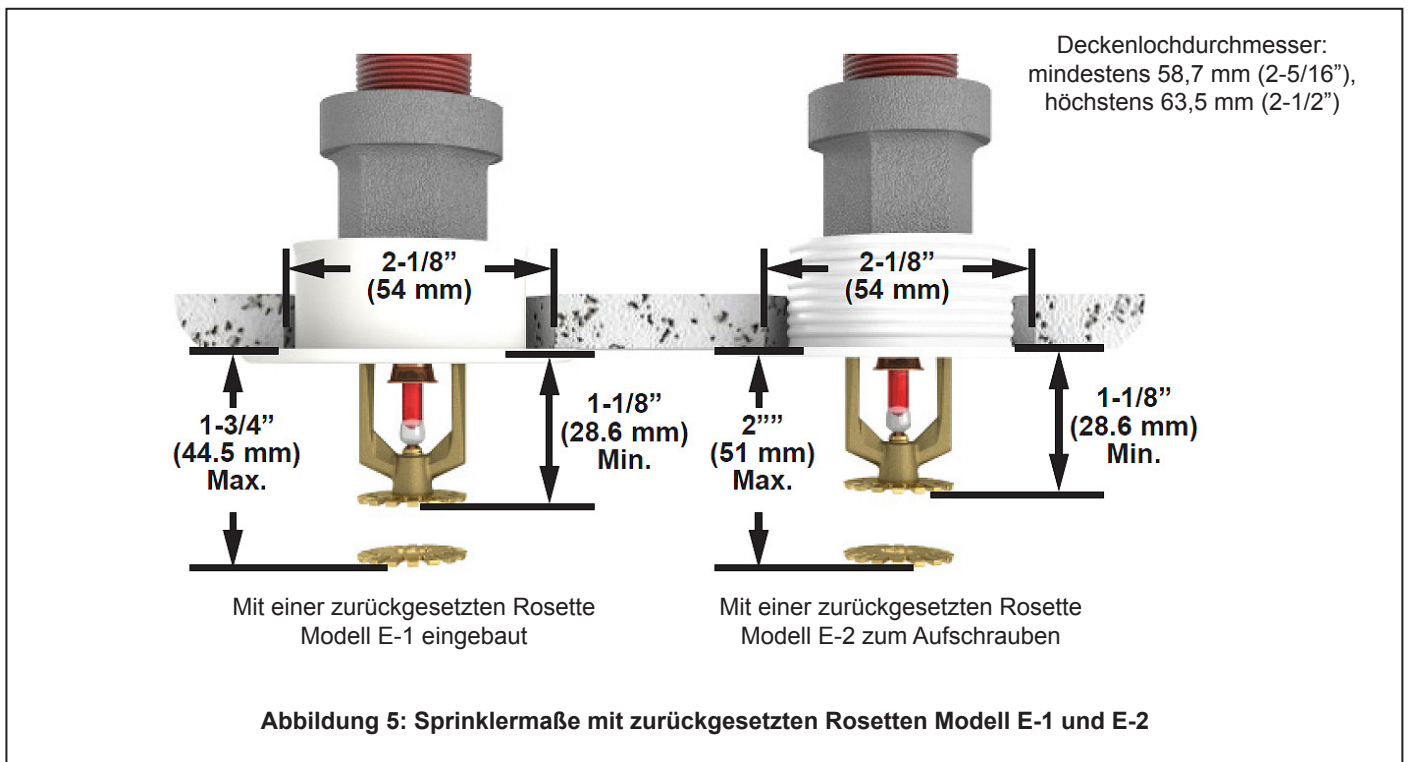 Deckenlochdurchmesser:
mindestens 58,7 mm (2-5/16”),
höchstens 63,5 mm (2-1/2”)
2-1/8”
(54 mm)
2-1/8”
(54 mm)
1-3/4”
(44.5 mm)
Max.
1-1/8”
(28.6 mm)
Min.
2””
(51 mm)
Max.
1-1/8”
(28.6 mm)
Min.
Mit einer zurückgesetzten Rosette
Modell E-1 eingebaut
Mit einer zurückgesetzten Rosette
Modell E-2 zum Aufschrauben
Abbildung 5: Sprinklermaße mit zurückgesetzten Rosetten Modell E-1 und E-2